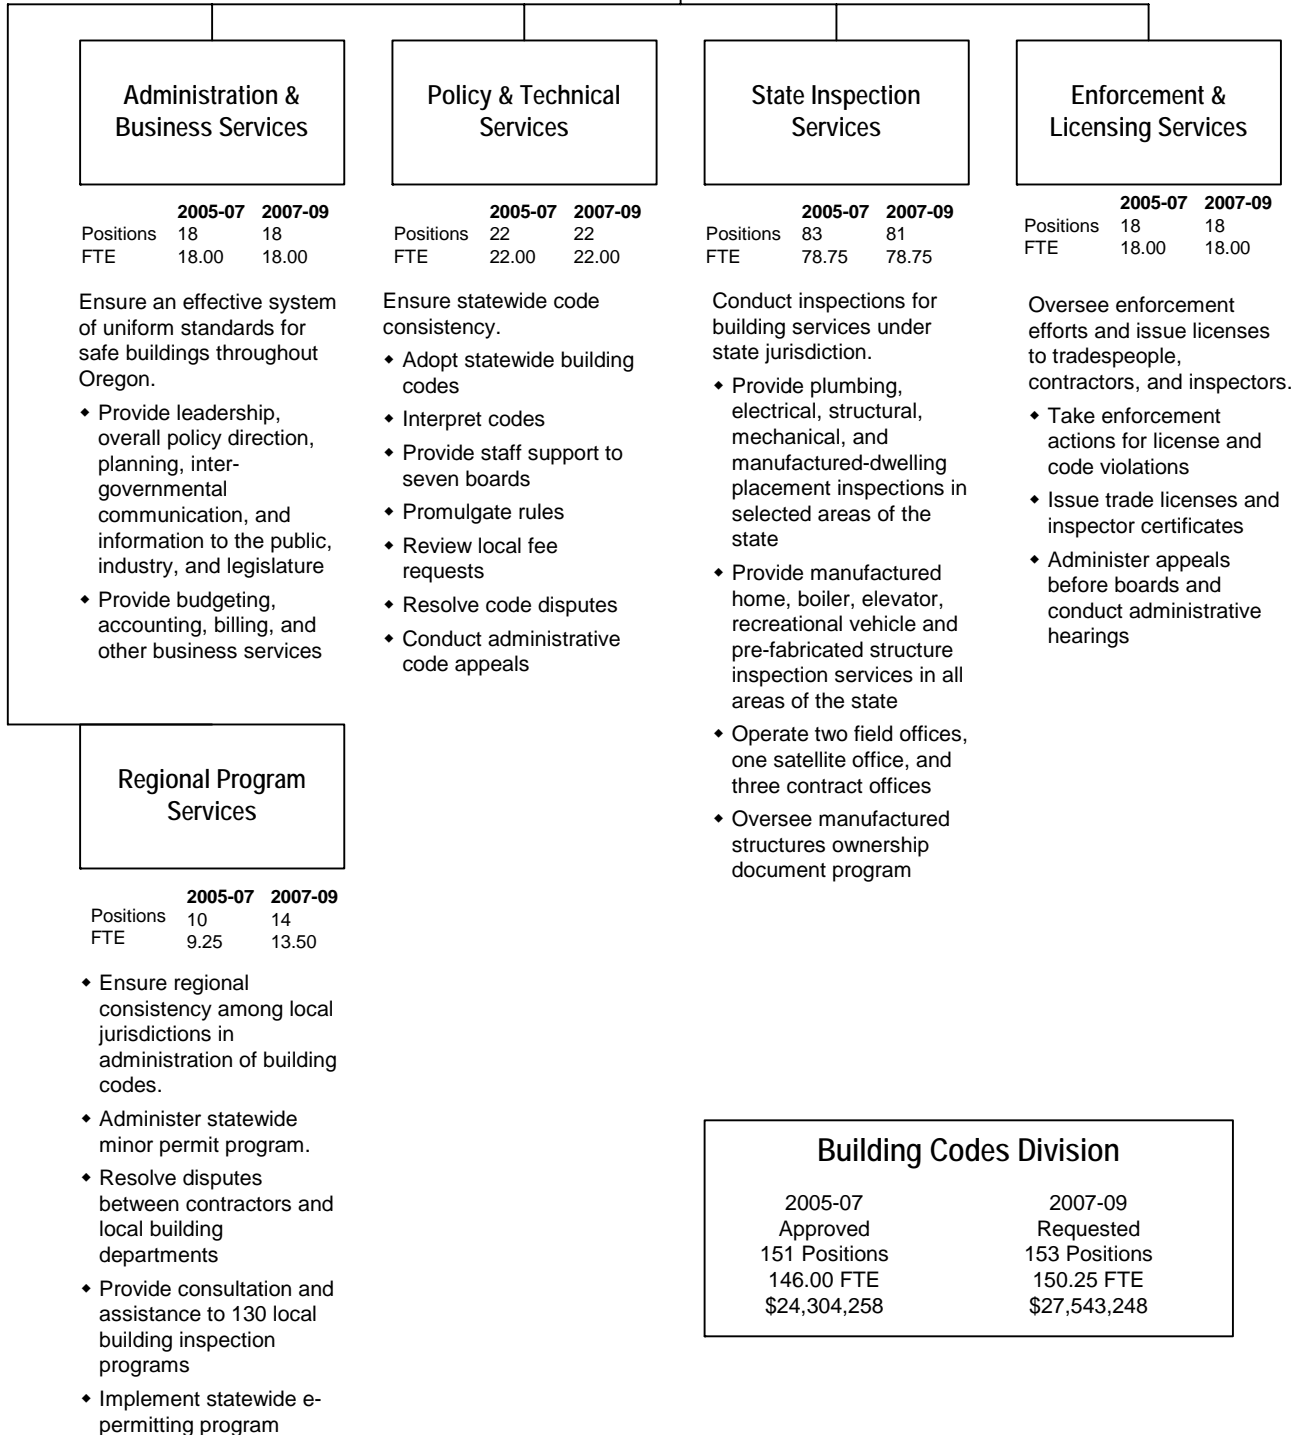 Administration &
Business Services
2005-07 2007-09
Positions 18 18
FTE 18.00 18.00
Ensure an effective system
of uniform standards for
safe buildings throughout
Oregon.
◆ Provide leadership,
overall policy direction,
planning, inter-
governmental
communication, and
information to the public,
industry, and legislature
◆ Provide budgeting,
accounting, billing, and
other business services
Policy & Technical
Services
2005-07 2007-09
Positions 22 22
FTE 22.00 22.00
Ensure statewide code
consistency.
◆ Adopt statewide building
codes
◆ Interpret codes
◆ Provide staff support to
seven boards
◆ Promulgate rules
◆ Review local fee
requests
◆ Resolve code disputes
◆ Conduct administrative
code appeals
State Inspection
Services
2005-07 2007-09
Positions 83 81
FTE 78.75 78.75
Conduct inspections for
building services under
state jurisdiction.
◆ Provide plumbing,
electrical, structural,
mechanical, and
manufactured-dwelling
placement inspections in
selected areas of the
state
◆ Provide manufactured
home, boiler, elevator,
recreational vehicle and
pre-fabricated structure
inspection services in all
areas of the state
◆ Operate two field offices,
one satellite office, and
three contract offices
◆ Oversee manufactured
structures ownership
document program
Enforcement &
Licensing Services
2005-07 2007-09
Positions 18 18
FTE 18.00 18.00
Oversee enforcement
efforts and issue licenses
to tradespeople,
contractors, and inspectors.
◆ Take enforcement
actions for license and
code violations
◆ Issue trade licenses and
inspector certificates
◆ Administer appeals
before boards and
conduct administrative
hearings
Regional Program
Services
2005-07 2007-09
Positions 10 14
FTE 9.25 13.50
◆ Ensure regional
consistency among local
jurisdictions in
administration of building
codes.
◆ Administer statewide
minor permit program.
◆ Resolve disputes
between contractors and
local building
departments
◆ Provide consultation and
assistance to 130 local
building inspection
programs
◆ Implement statewide e-
permitting program
Building Codes Division
2005-07 2007-09
Approved Requested
151 Positions 153 Positions
146.00 FTE 150.25 FTE
$24,304,258 $27,543,248